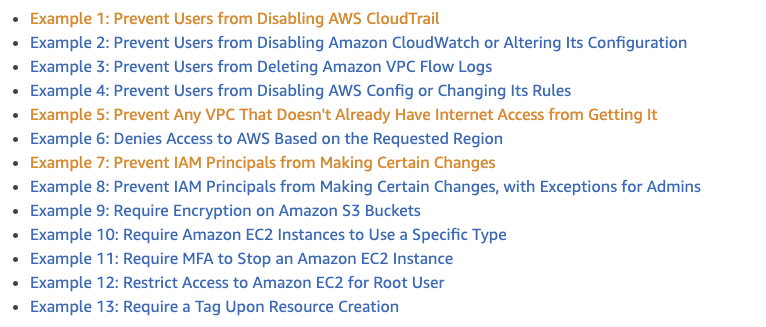 Example 1: Prevent Users from Disabling AWS CloudTrail
Example 2: Prevent Users from Disabling Amazon CloudWatch or Altering Its Configuration
Example 3: Prevent Users from Deleting Amazon VPC Flow Logs
Example 4: Prevent Users from Disabling AWS Config or Changing Its Rules
Example 5: Prevent Any VPC That Doesn't Already Have Internet Access from Getting It
Example 6: Denies Access to AWS Based on the Requested Region
Example 7: Prevent IAM Principals from Making Certain Changes
Example 8: Prevent IAM Principals from Making Certain Changes, with Exceptions for Admins
Example 9: Require Encryption on Amazon S3 Buckets
Example 10: Require Amazon EC2 Instances to Use a Specific Type
Example 11: Require MFA to Stop an Amazon EC2 Instance
Example 12: Restrict Access to Amazon EC2 for Root User
Example 13: Require a Tag Upon Resource Creation